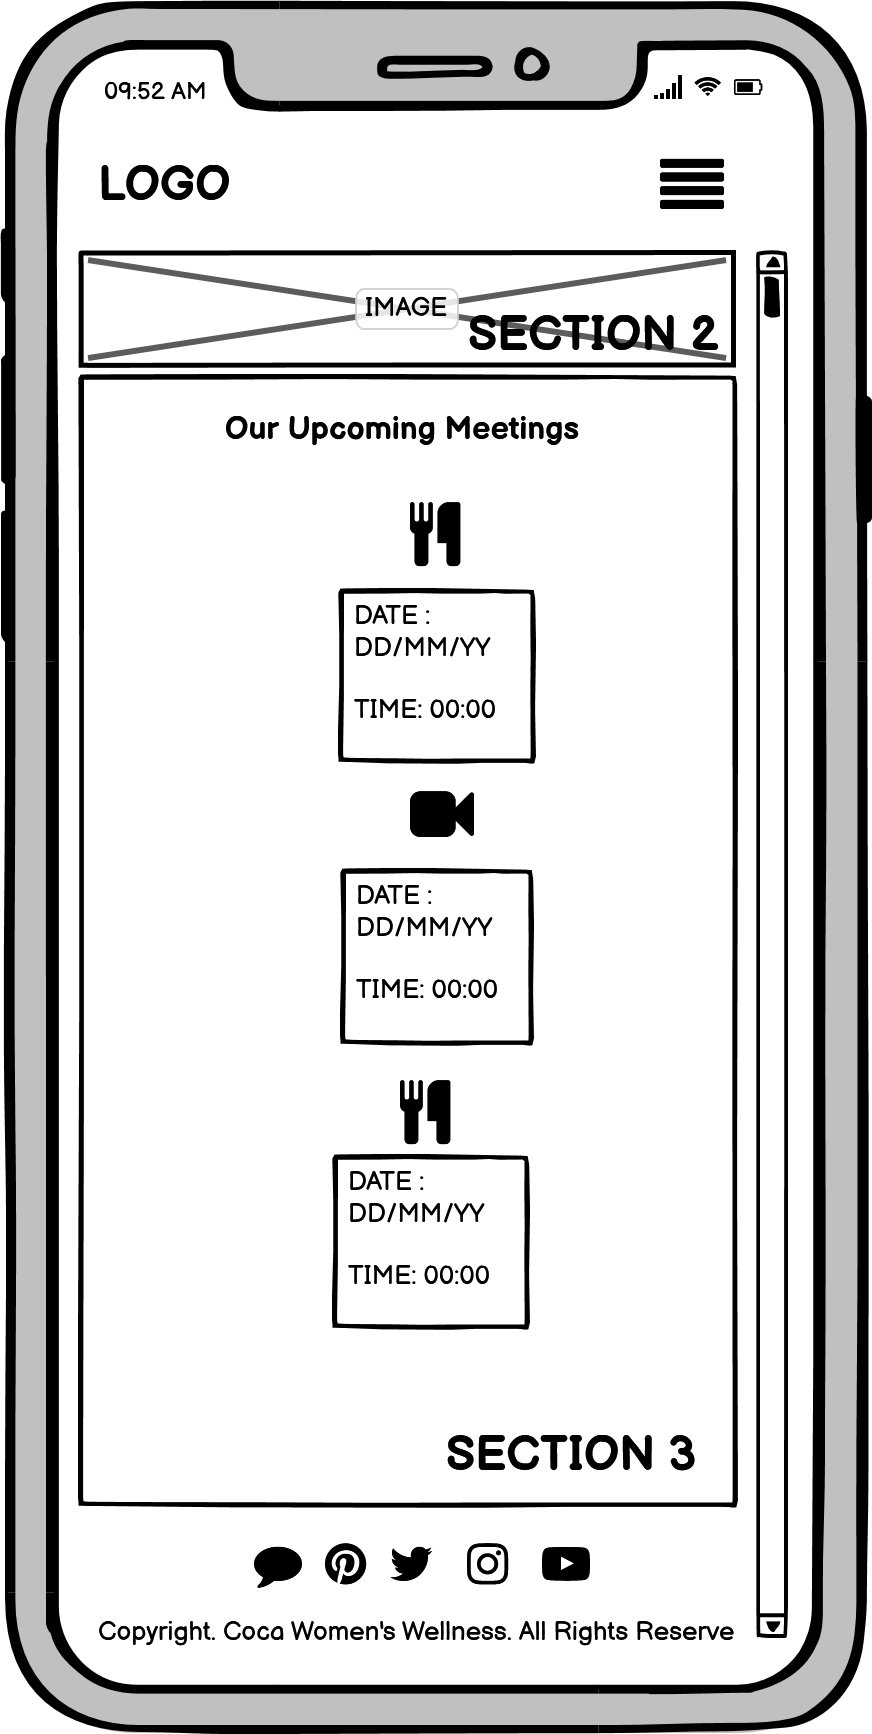 09:52 AM
LOGO
IMAGE
SECTION 2
Our Upcoming Meetings
DATE :
DD/MM/YY
TIME: 00:00
DATE :
DD/MM/YY
TIME: 00:00
DATE :
DD/MM/YY
TIME: 00:00
SECTION 3
Copyright. Coca Women's Wellness. All Rights Reserve